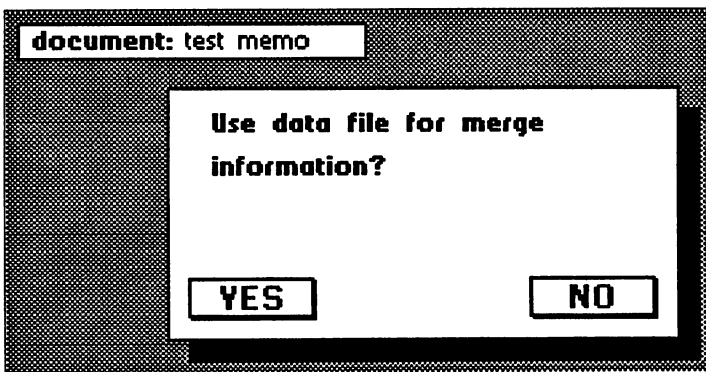 document: test memo
Use data file for merge
information?
YES NO